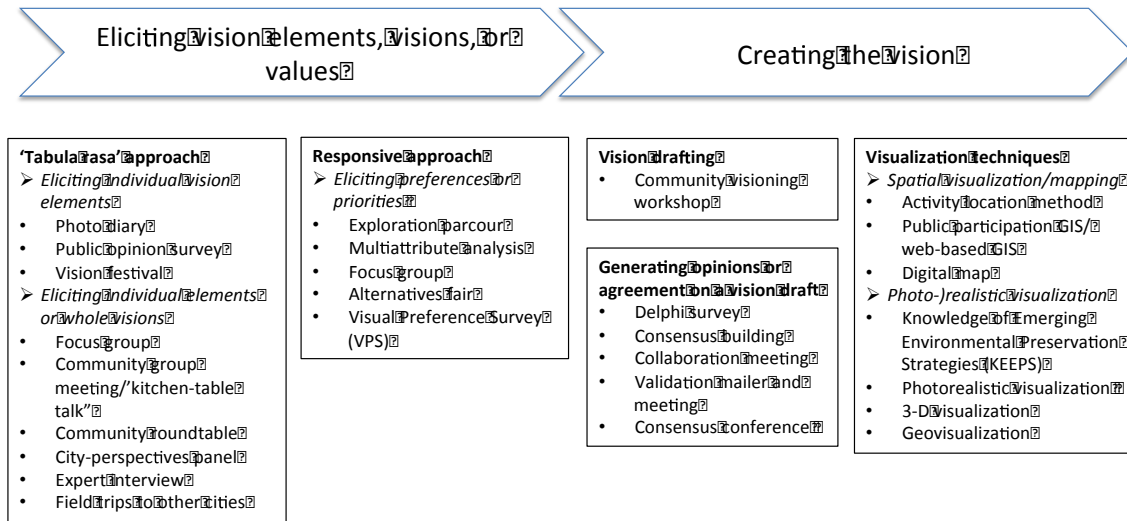 Eliciting vision elements, visions, or
values
Creating the vision
'Tabula rasa' approach
➢ Eliciting individual vision
elements
• Photo diary
• Public opinion survey
• Vision festival
➢ Eliciting individual elements
or whole visions
• Focus group
• Community group
meeting/'kitchen-table
talk"
• Community roundtable
• City-perspectives panel
• Expert interview
• Field trips to other cities
Responsive approach
➢ Eliciting preferences or
priorities
• Exploration parcour
• Multiattribute analysis
• Focus group
• Alternatives fair
• Visual Preference Survey
(VPS)
Vision drafting
• Community visioning
workshop
Generating opinions or
agreement on a vision draft
• Delphi survey
• Consensus building
• Collaboration meeting
• Validation mailer and
meeting
• Consensus conference
Visualization techniques
➢ Spatial visualization/mapping
• Activity location method
• Public participation GIS/
web-based GIS
• Digital map
➢ Photo-)realistic visualization
• Knowledge of Emerging
Environmental Preservation
Strategies (KEEPS)
• Photorealistic visualization
• 3-D visualization
• Geovisualization